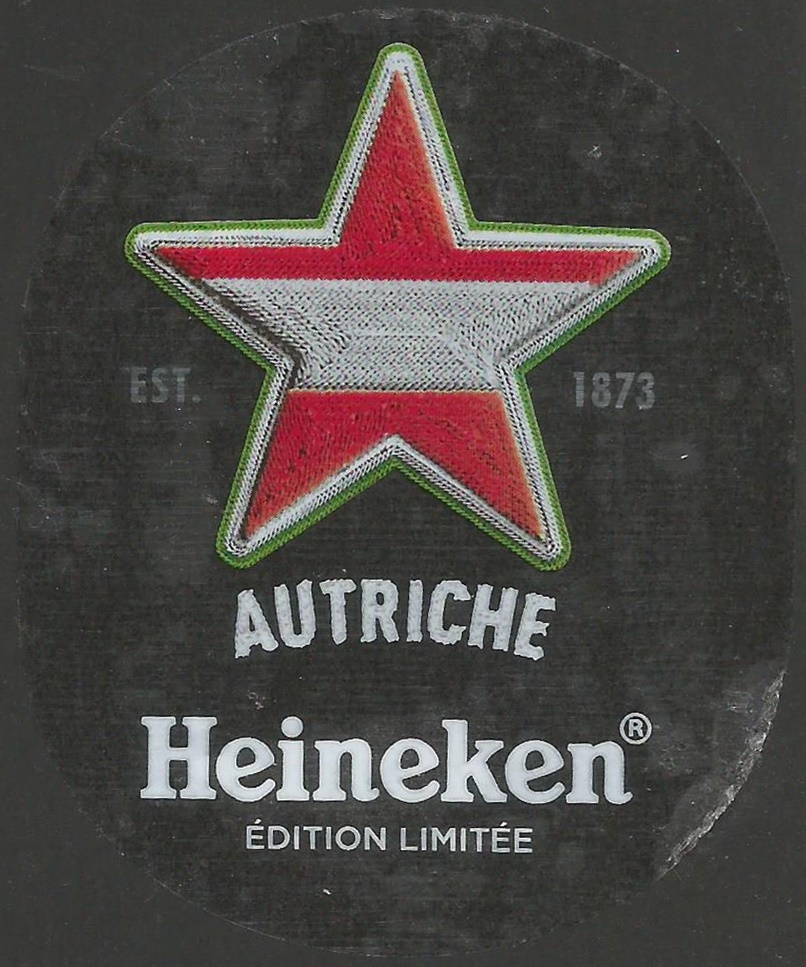 EST. 1873
AUTRICHE
Heineken®
ÉDITION LIMITÉE